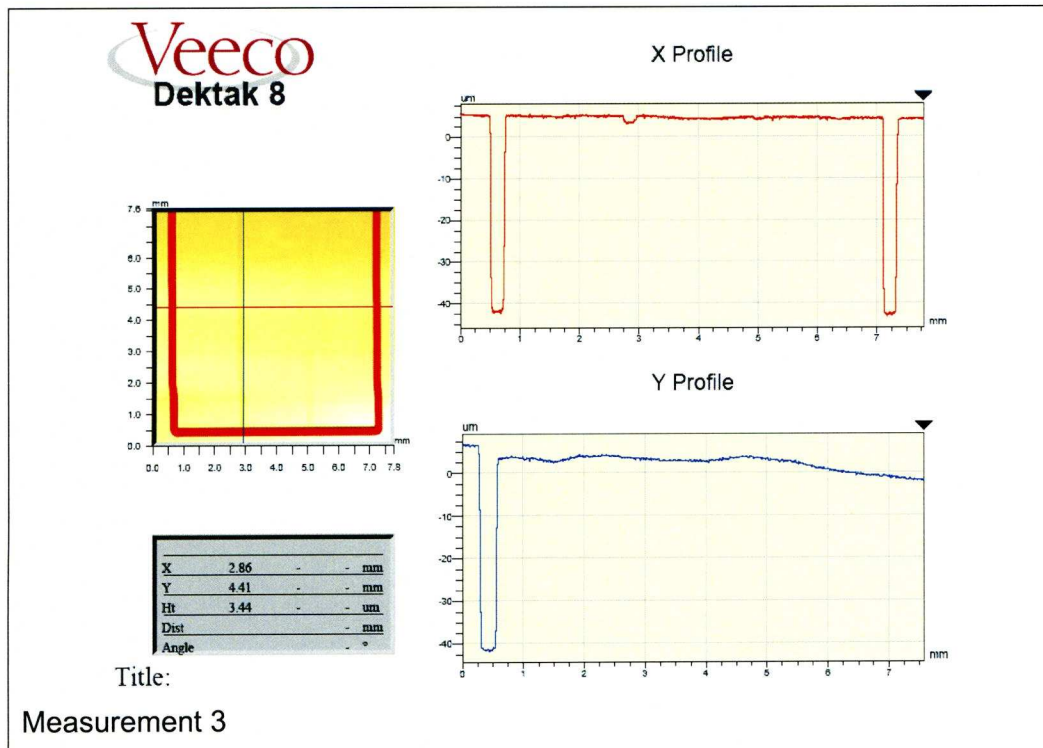 Veeco
Dektak 8
X Profile
um
0
-10
-20
-30
-40
0 1 2 3 4 5 6 7
mm
mm
7.6
6.0
5.0
4.0
3.0
2.0
1.0
0.0
mm
0.0 1.0 2.0 3.0 4.0 5.0 6.0 7.0 7.8
Y Profile
um
0
-10
-20
-30
-40
0 1 2 3 4 5 6 7
mm
X 2.86 - - mm
Y 4.41 - - mm
Ht 3.44 - - um
Dist - mm
Angle - °
Title:
Measurement 3